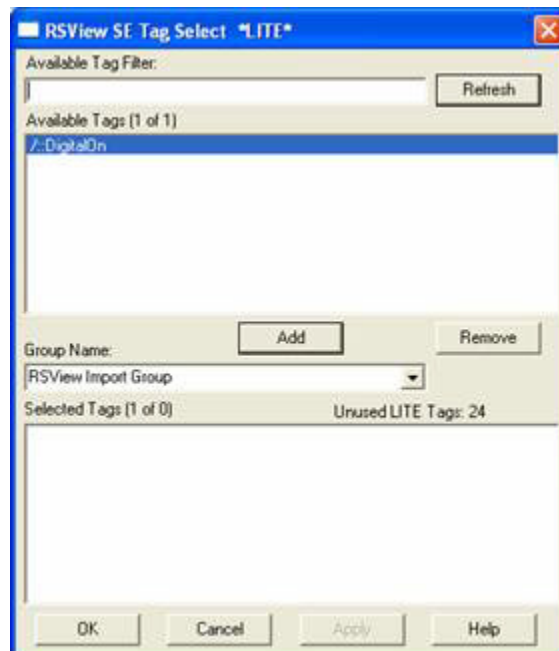 RSView SE Tag Select *LITE*
Available Tag Filter:
Refresh
Available Tags (1 of 1)
/::DigitalOn
Add
Remove
Group Name:
RSView Import Group
Selected Tags (1 of 0)
Unused LITE Tags: 24
OK
Cancel
Apply
Help